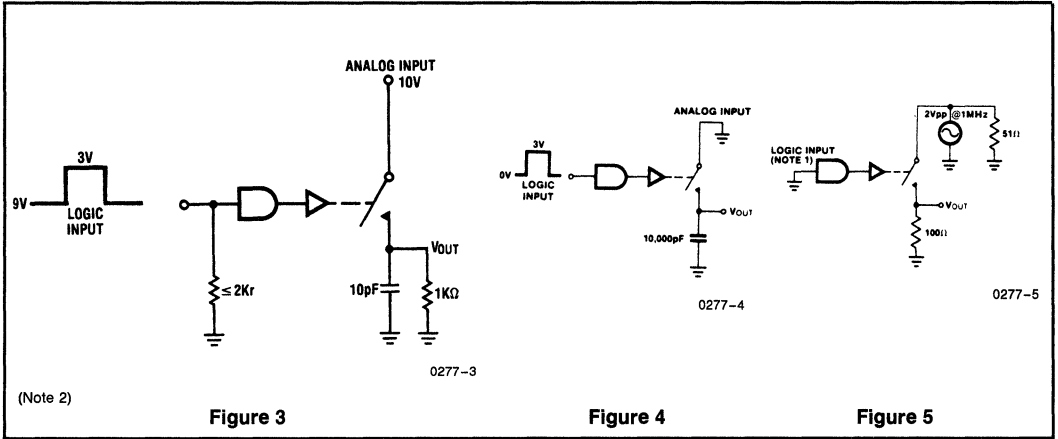 ANALOG INPUT
10V
3V
9V
LOGIC
INPUT
≤2Kr
VOUT
10pF
1KΩ
0277–3
(Note 2)
Figure 3
ANALOG INPUT
3V
0V
LOGIC
INPUT
VOUT
10,000pF
0277–4
Figure 4
2Vpp @1MHz
51Ω
LOGIC INPUT
(NOTE 1)
VOUT
100Ω
0277–5
Figure 5